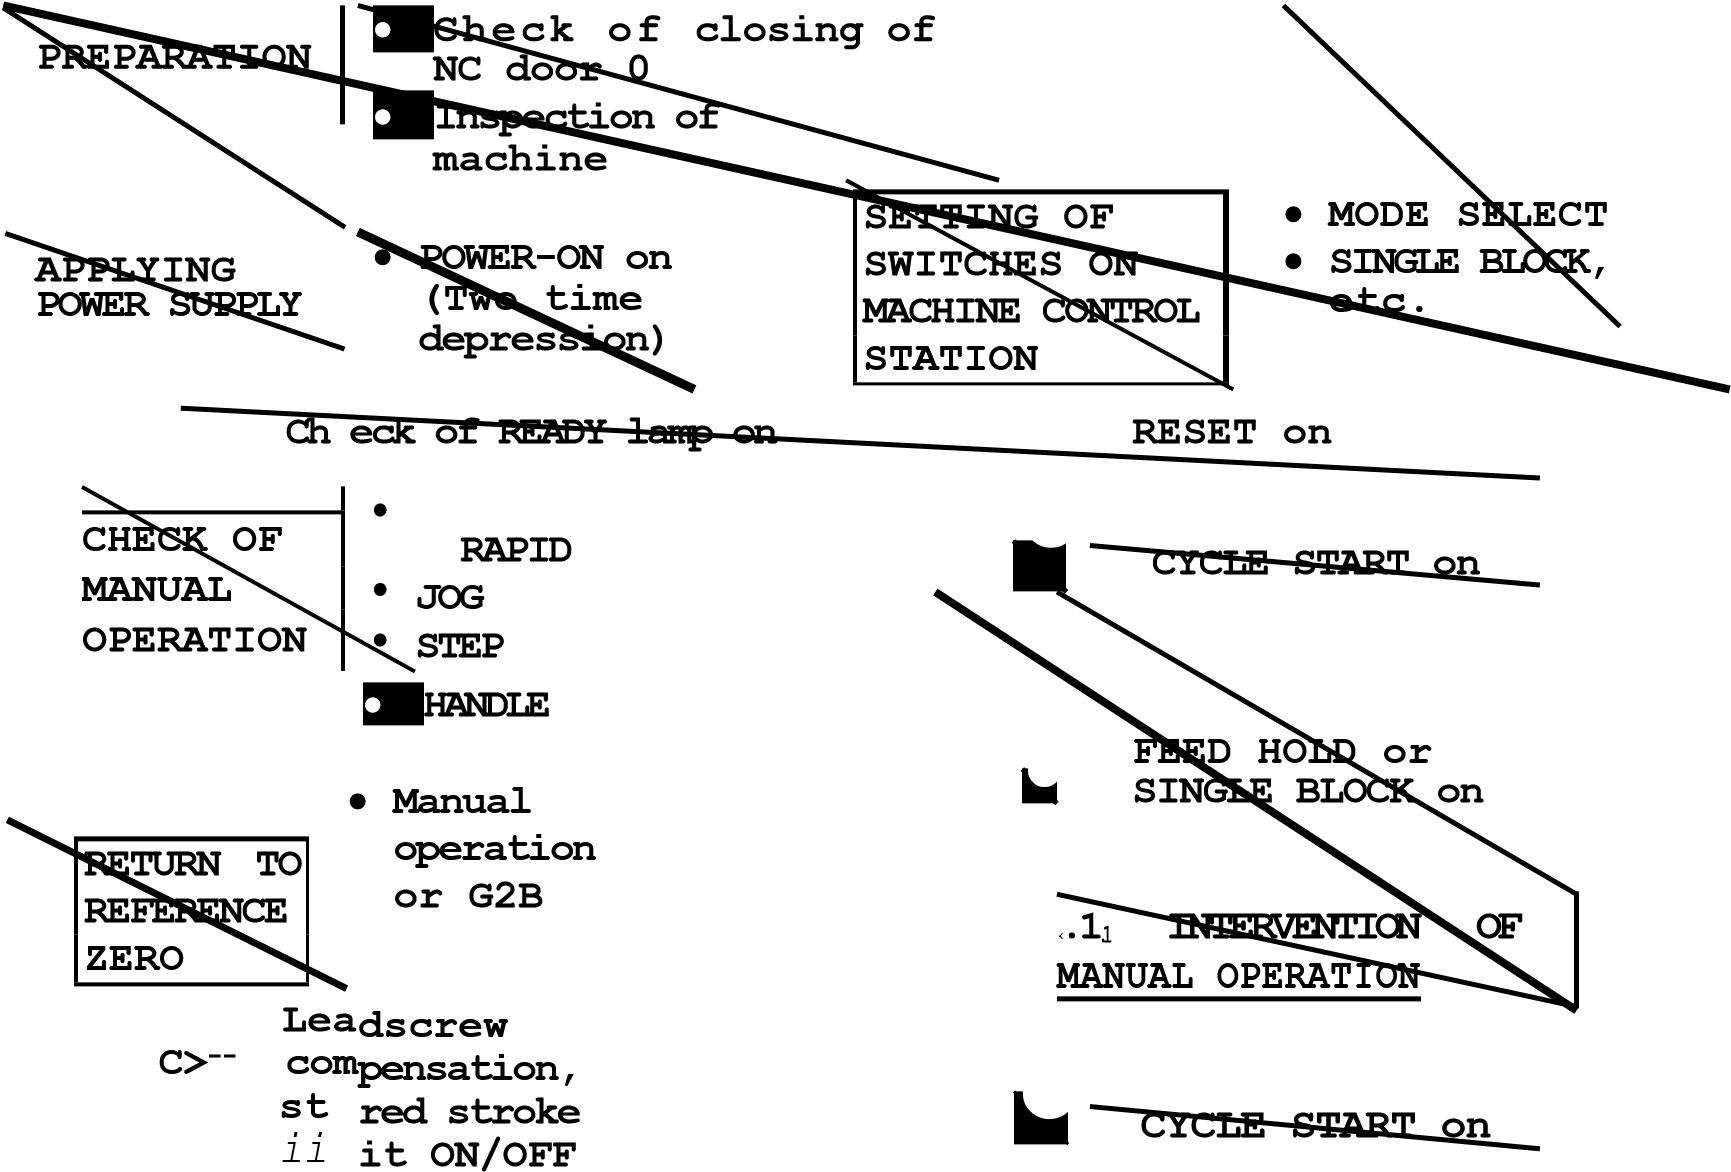 PREPARATION
Check of closing of
NC door 0
Inspection of
machine
APPLYING
POWER SUPPLY
• POWER-ON on
(Two time
depression)
SETTING OF
SWITCHES ON
MACHINE CONTROL
STATION
• MODE SELECT
• SINGLE BLOCK,
etc.
Ch eck of READY lamp on
RESET on
CHECK OF
MANUAL
OPERATION
•
RAPID
• JOG
• STEP
HANDLE
CYCLE START on
FEED HOLD or
SINGLE BLOCK on
• Manual
operation
or G2B
RETURN TO
REFERENCE
ZERO
.1 INTERVENTION OF
MANUAL OPERATION
Leadscrew
C>-- compensation,
st red stroke
ii it ON/OFF
CYCLE START on